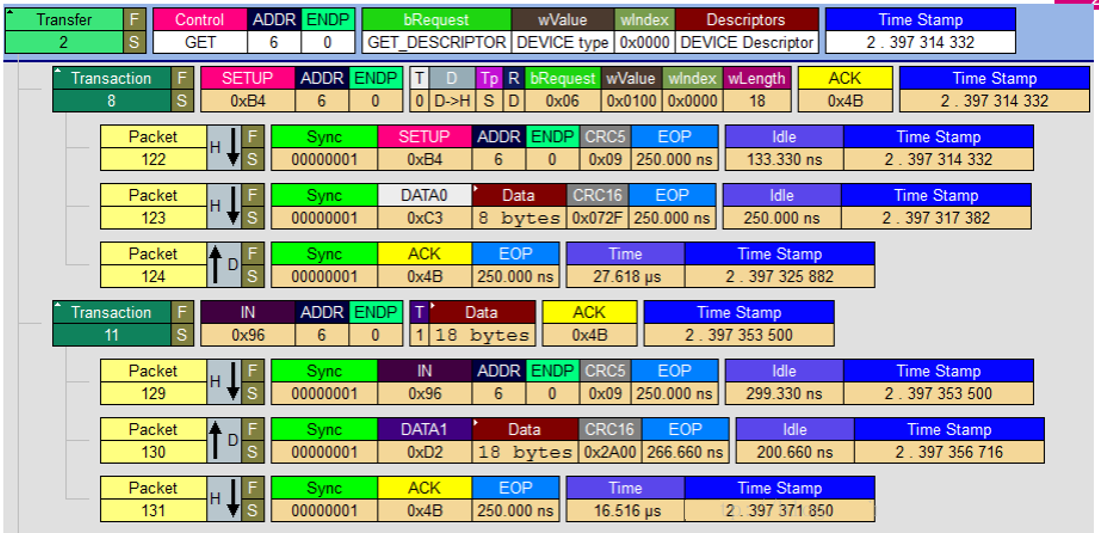 Transfer F Control ADDR ENDP bRequest wValue wIndex Descriptors Time Stamp
2 S GET 6 0 GET_DESCRIPTOR DEVICE type 0x0000 DEVICE Descriptor 2 . 397 314 332
Transaction F SETUP ADDR ENDP T D Tp R bRequest wValue wIndex wLength ACK Time Stamp
8 S 0xB4 6 0 0 D->H S D 0x06 0x0100 0x0000 18 0x4B 2 . 397 314 332
Packet H F Sync SETUP ADDR ENDP CRC5 EOP Idle Time Stamp
122 S 00000001 0xB4 6 0 0x09 250.000 ns 133.330 ns 2 . 397 314 332
Packet H F Sync DATA0 Data CRC16 EOP Idle Time Stamp
123 S 00000001 0xC3 8 bytes 0x072F 250.000 ns 250.000 ns 2 . 397 317 382
Packet D F Sync ACK EOP Time Time Stamp
124 S 00000001 0x4B 250.000 ns 27.618 µs 2 . 397 325 882
Transaction F IN ADDR ENDP T Data ACK Time Stamp
11 S 0x96 6 0 1 18 bytes 0x4B 2 . 397 353 500
Packet H F Sync IN ADDR ENDP CRC5 EOP Idle Time Stamp
129 S 00000001 0x96 6 0 0x09 250.000 ns 299.330 ns 2 . 397 353 500
Packet D F Sync DATA1 Data CRC16 EOP Idle Time Stamp
130 S 00000001 0xD2 18 bytes 0x2A00 266.660 ns 200.660 ns 2 . 397 356 716
Packet H F Sync ACK EOP Time Time Stamp
131 S 00000001 0x4B 250.000 ns 16.516 µs 2 . 397 371 850